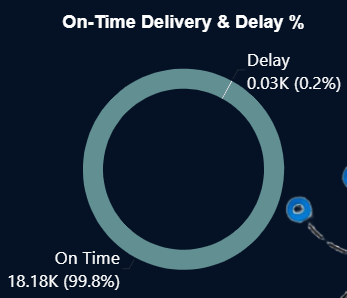 On-Time Delivery & Delay %
Delay
0.03K (0.2%)
On Time
18.18K (99.8%)